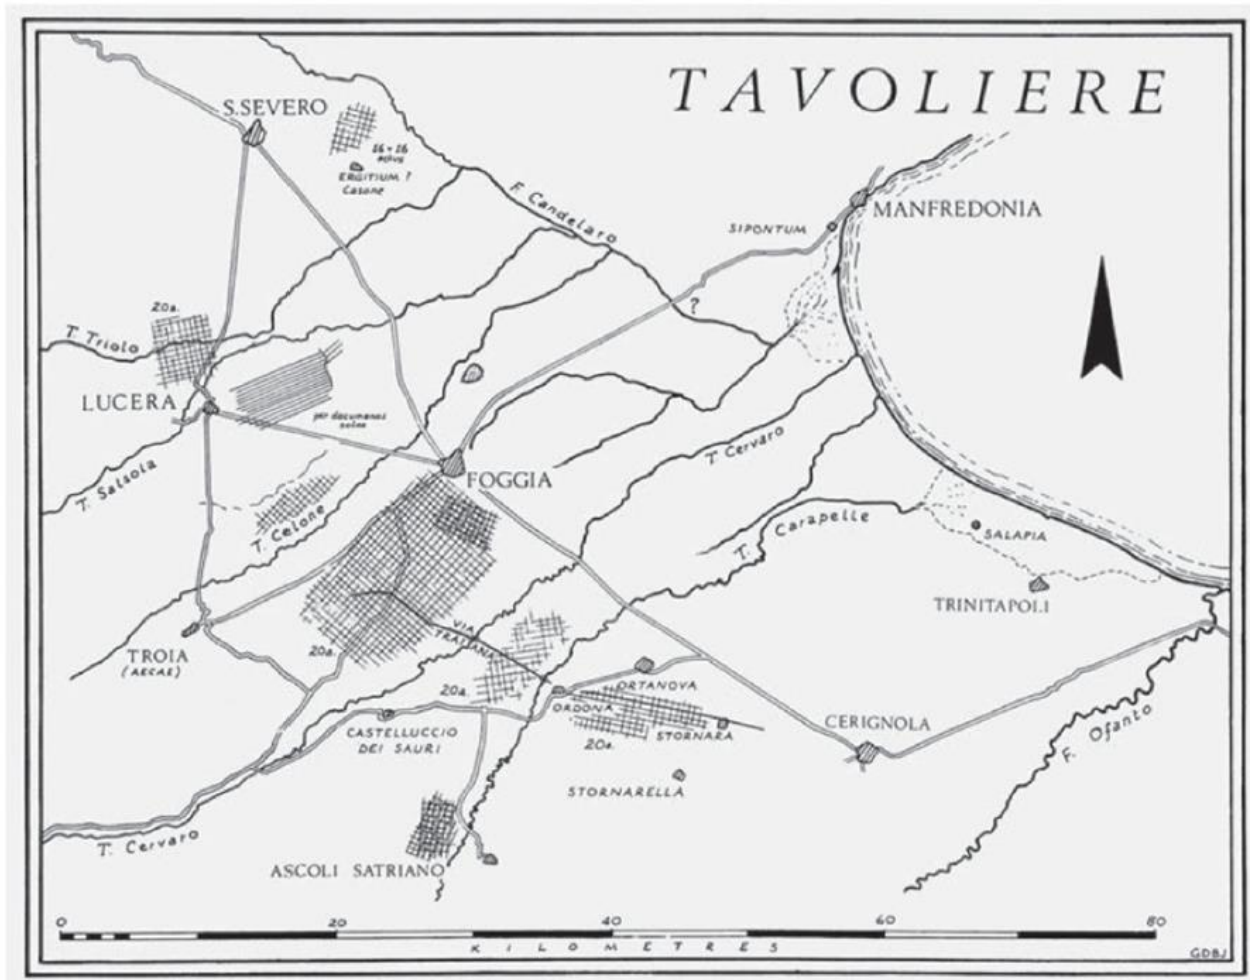 TAVOLIERE
S.SEVERO
16 × 16
actus
ERGITIUM ?
Casone
F. Candelaro
MANFREDONIA
SIPONTUM
?
20a.
T. Triolo
LUCERA
per decumanos
solos
T. Salsola
FOGGIA
T. Cervaro
T. Celone
T. Carapelle
SALAPIA
TRINITAPOLI
VIA
TRAIANA
TROIA
(AECAE)
20a.
20a.
ORTANOVA
ORDONA
CASTELLUCCIO
DEI SAURI
STORNARA
20a.
CERIGNOLA
F. Ofanto
STORNARELLA
T. Cervaro
ASCOLI SATRIANO
0 20 40 60 80
KILOMETRES
GDBJ